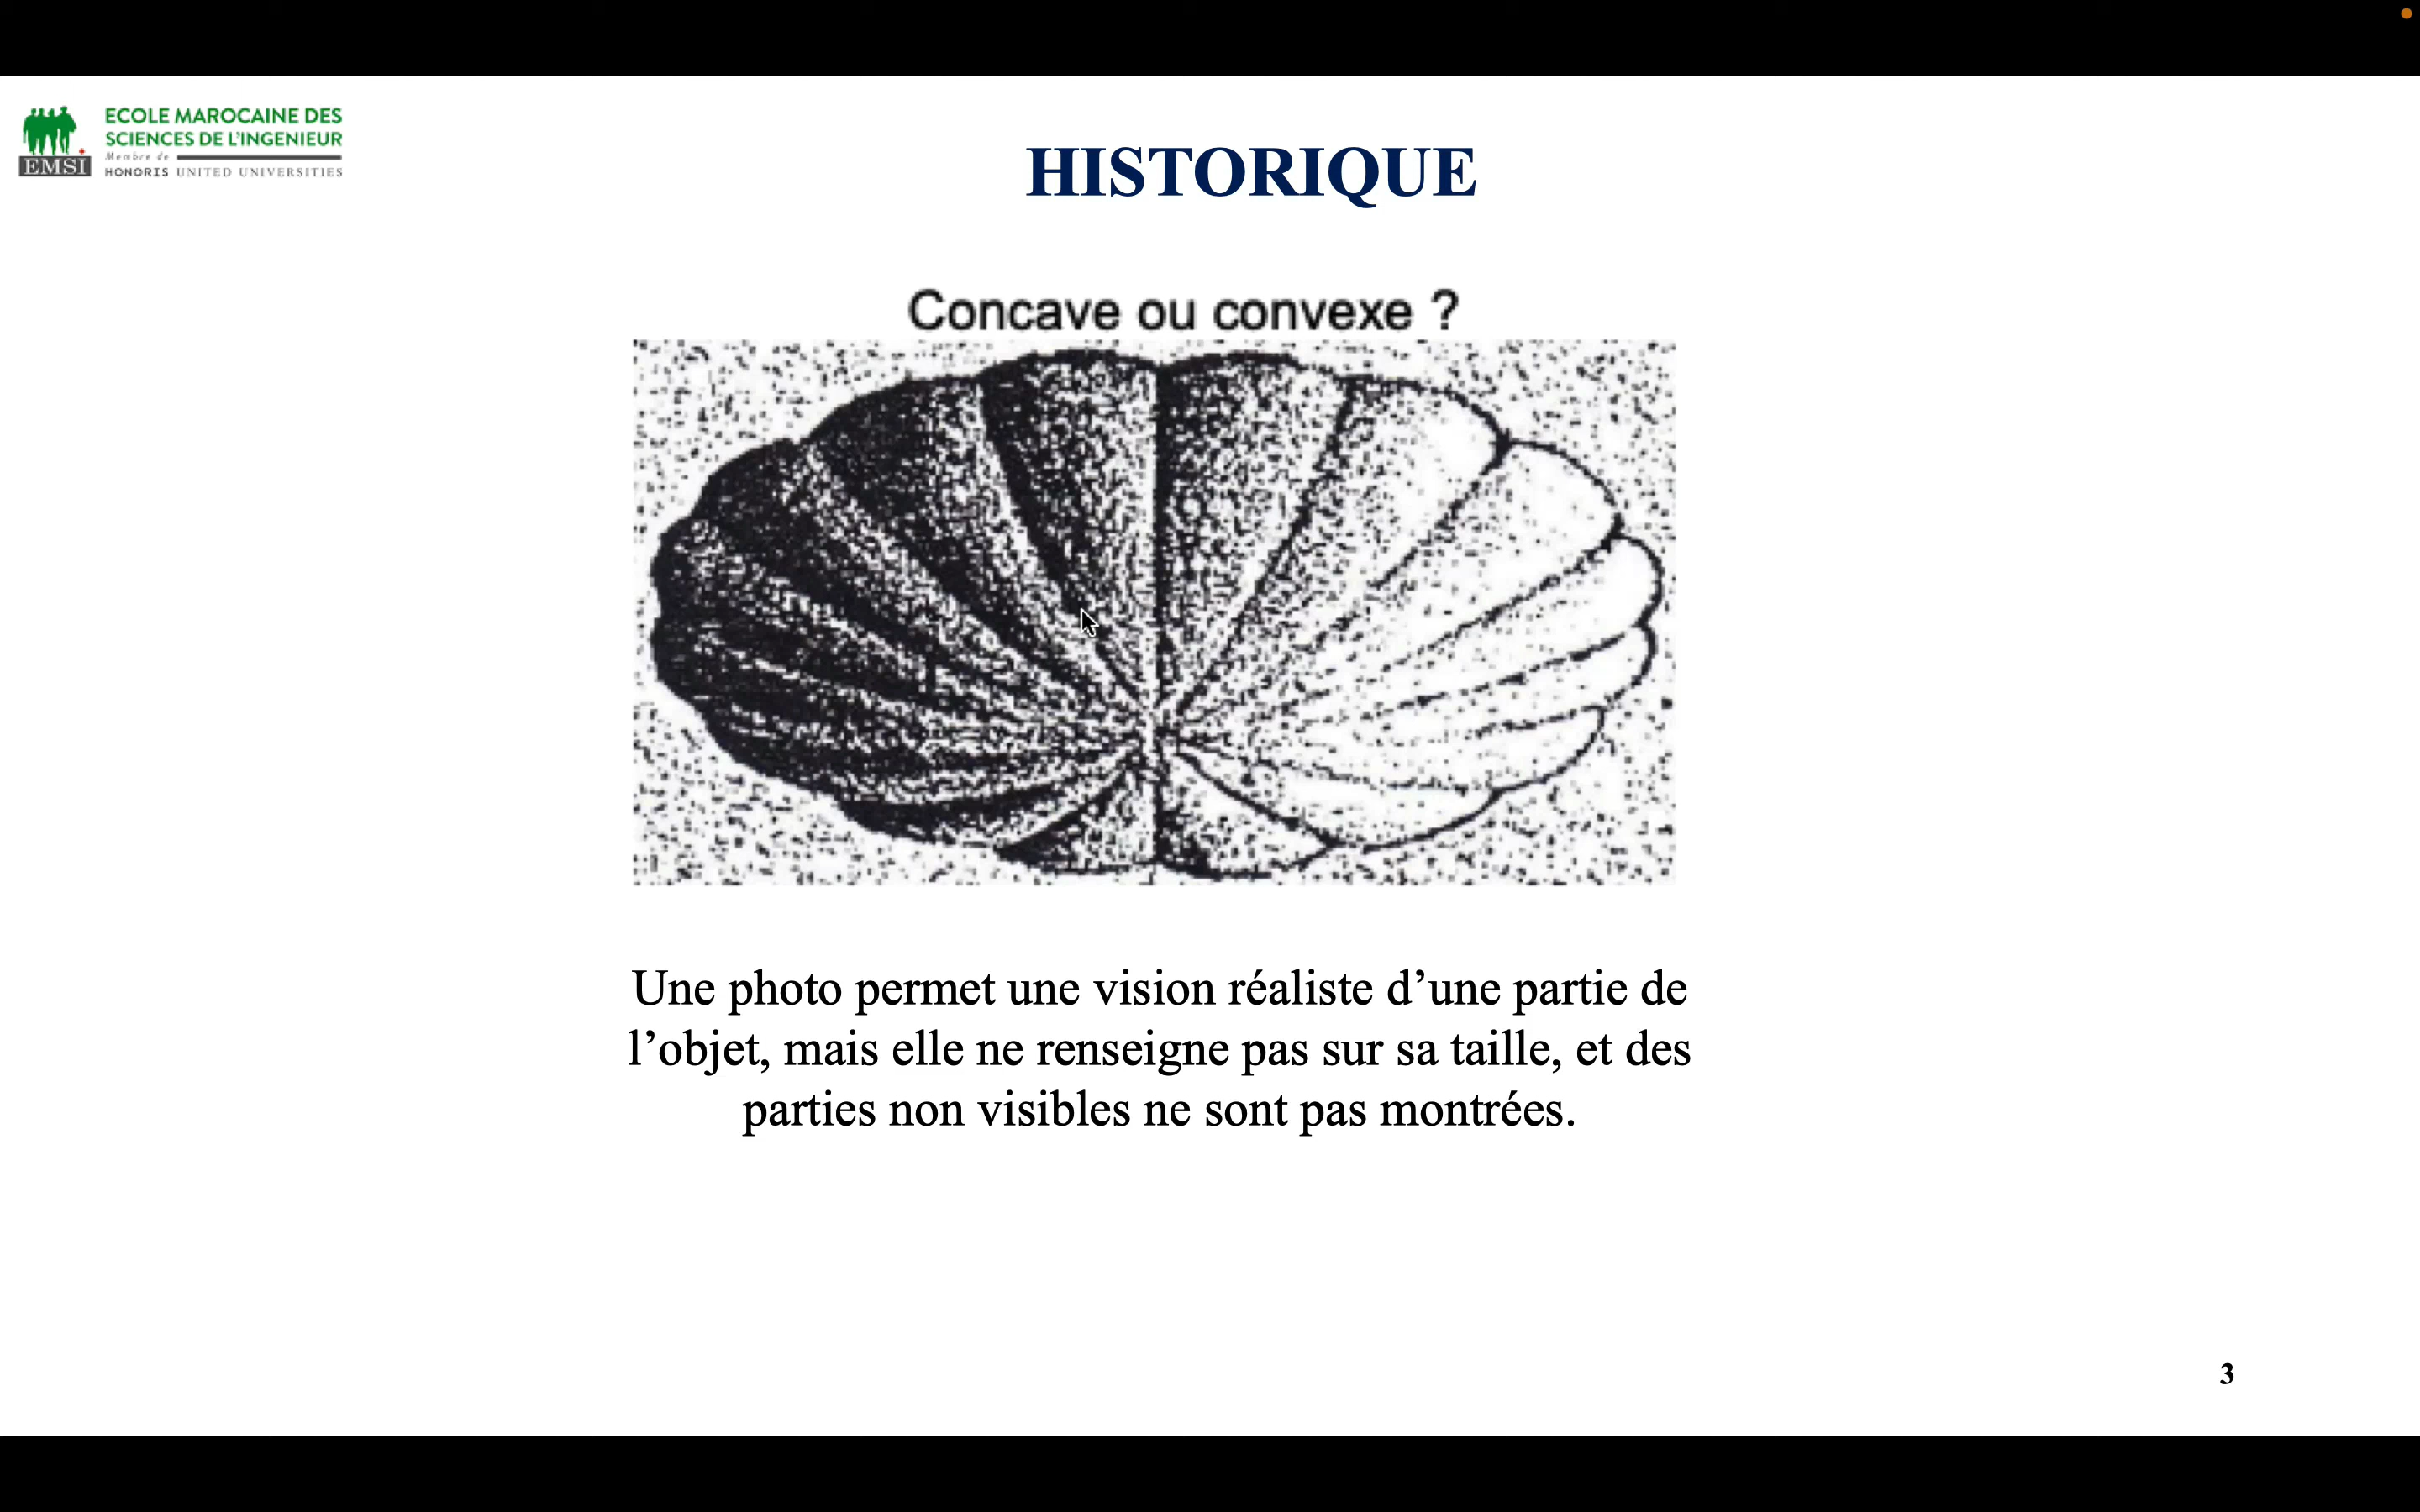 ECOLE MAROCAINE DES
SCIENCES DE L'INGENIEUR
EMSI
Membre de
HONORIS UNITED UNIVERSITIES
HISTORIQUE
Concave ou convexe ?
Une photo permet une vision réaliste d’une partie de
l’objet, mais elle ne renseigne pas sur sa taille, et des
parties non visibles ne sont pas montrées.
3